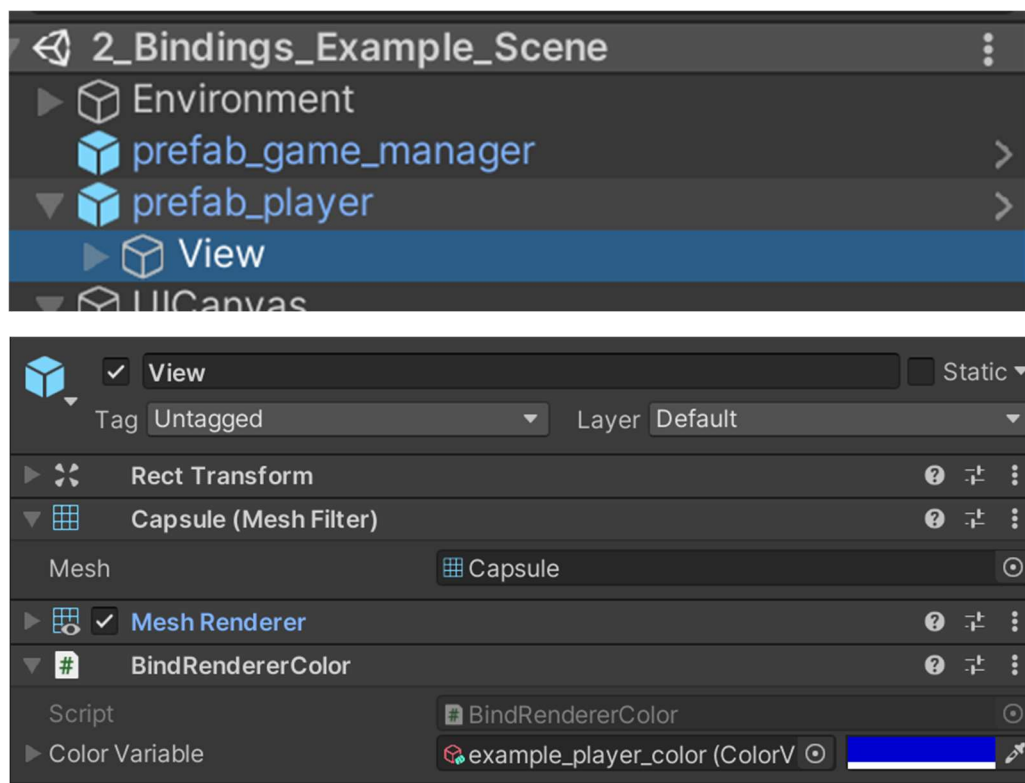 2_Bindings_Example_Scene
Environment
prefab_game_manager
prefab_player
View
UICanvas
View
Static
Tag Untagged Layer Default
Rect Transform
Capsule (Mesh Filter)
Mesh Capsule
Mesh Renderer
BindRendererColor
Script BindRendererColor
Color Variable example_player_color (ColorV